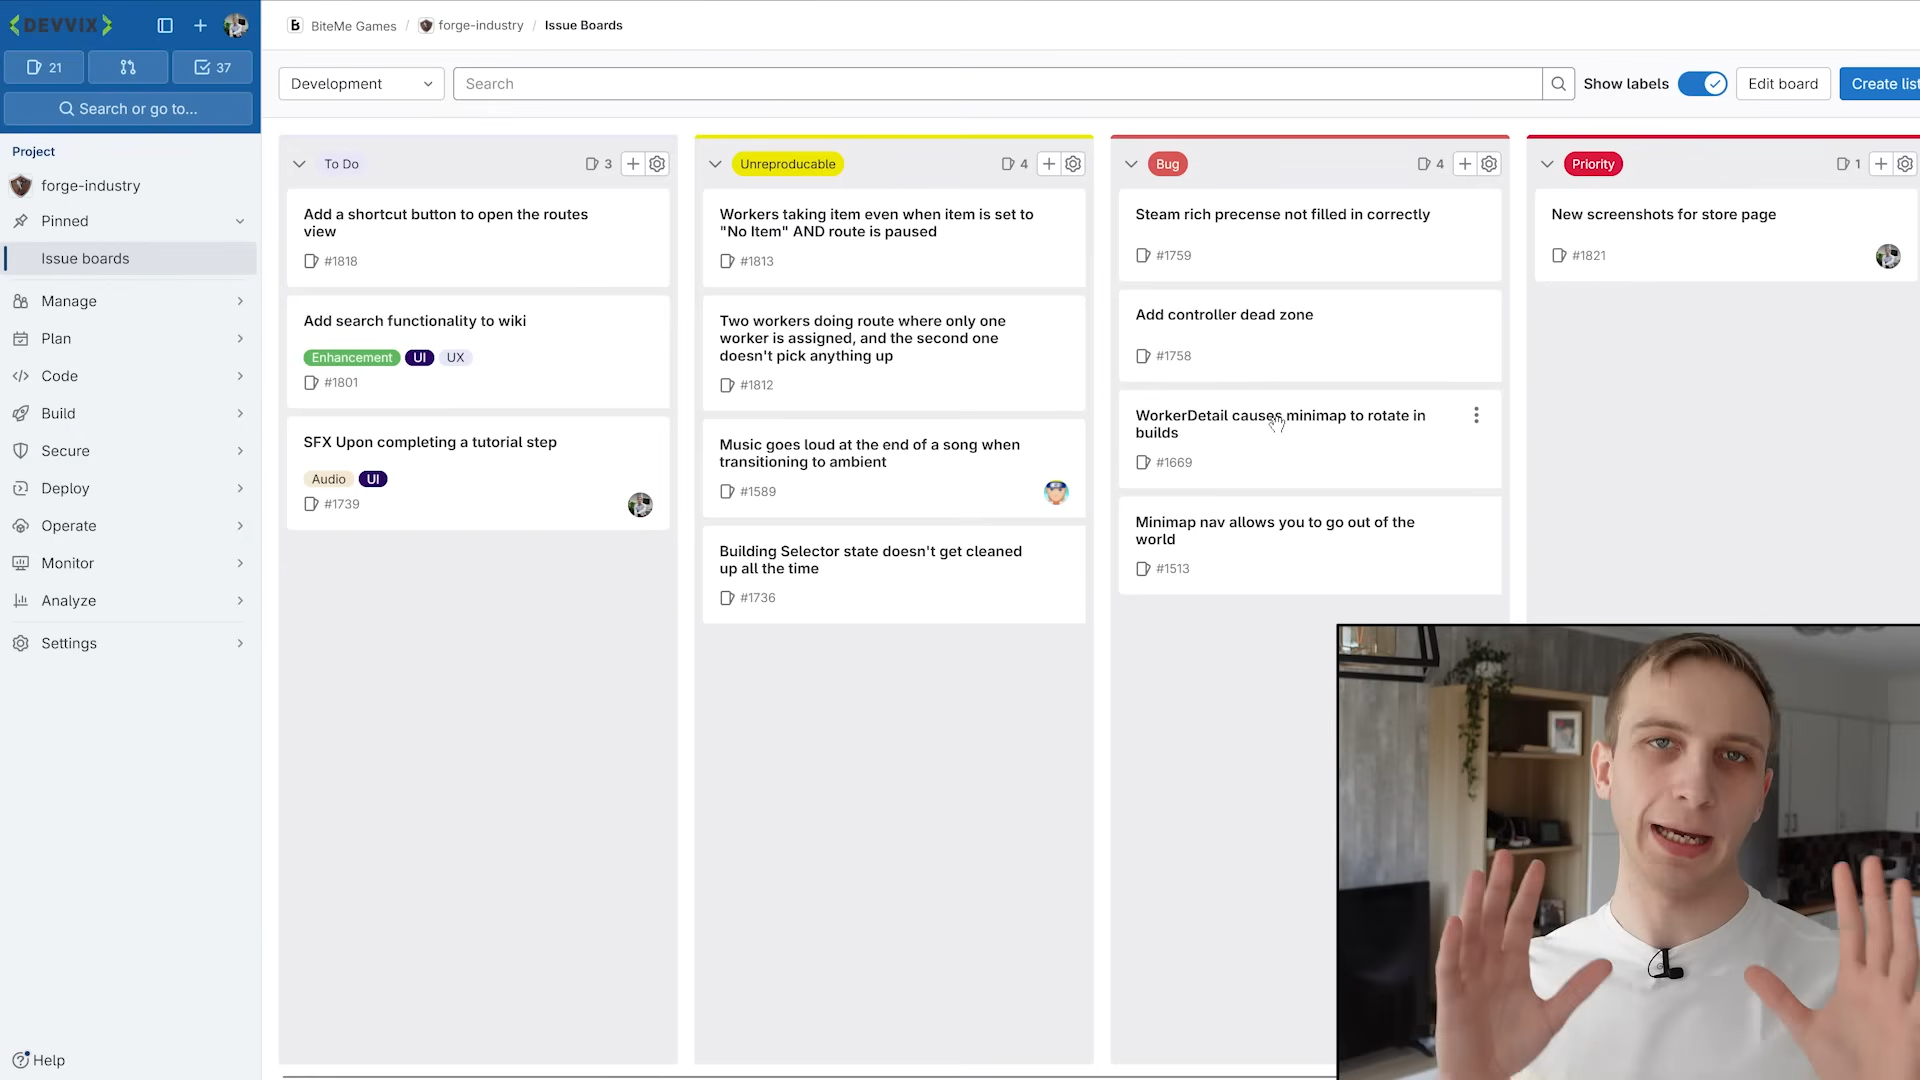 DEVVIX
21
37
Search or go to...
Project
forge-industry
Pinned
Issue boards
Manage
Plan
Code
Build
Secure
Deploy
Operate
Monitor
Analyze
Settings
Help
B BiteMe Games / forge-industry / Issue Boards
Development
Search
Show labels
Edit board
Create list
To Do
3
Add a shortcut button to open the routes
view
#1818
Add search functionality to wiki
Enhancement UI UX
#1801
SFX Upon completing a tutorial step
Audio UI
#1739
Unreproducable
4
Workers taking item even when item is set to
"No Item" AND route is paused
#1813
Two workers doing route where only one
worker is assigned, and the second one
doesn't pick anything up
#1812
Music goes loud at the end of a song when
transitioning to ambient
#1589
Building Selector state doesn't get cleaned
up all the time
#1736
Bug
4
Steam rich precense not filled in correctly
#1759
Add controller dead zone
#1758
WorkerDetail causes minimap to rotate in
builds
#1669
Minimap nav allows you to go out of the
world
#1513
Priority
1
New screenshots for store page
#1821